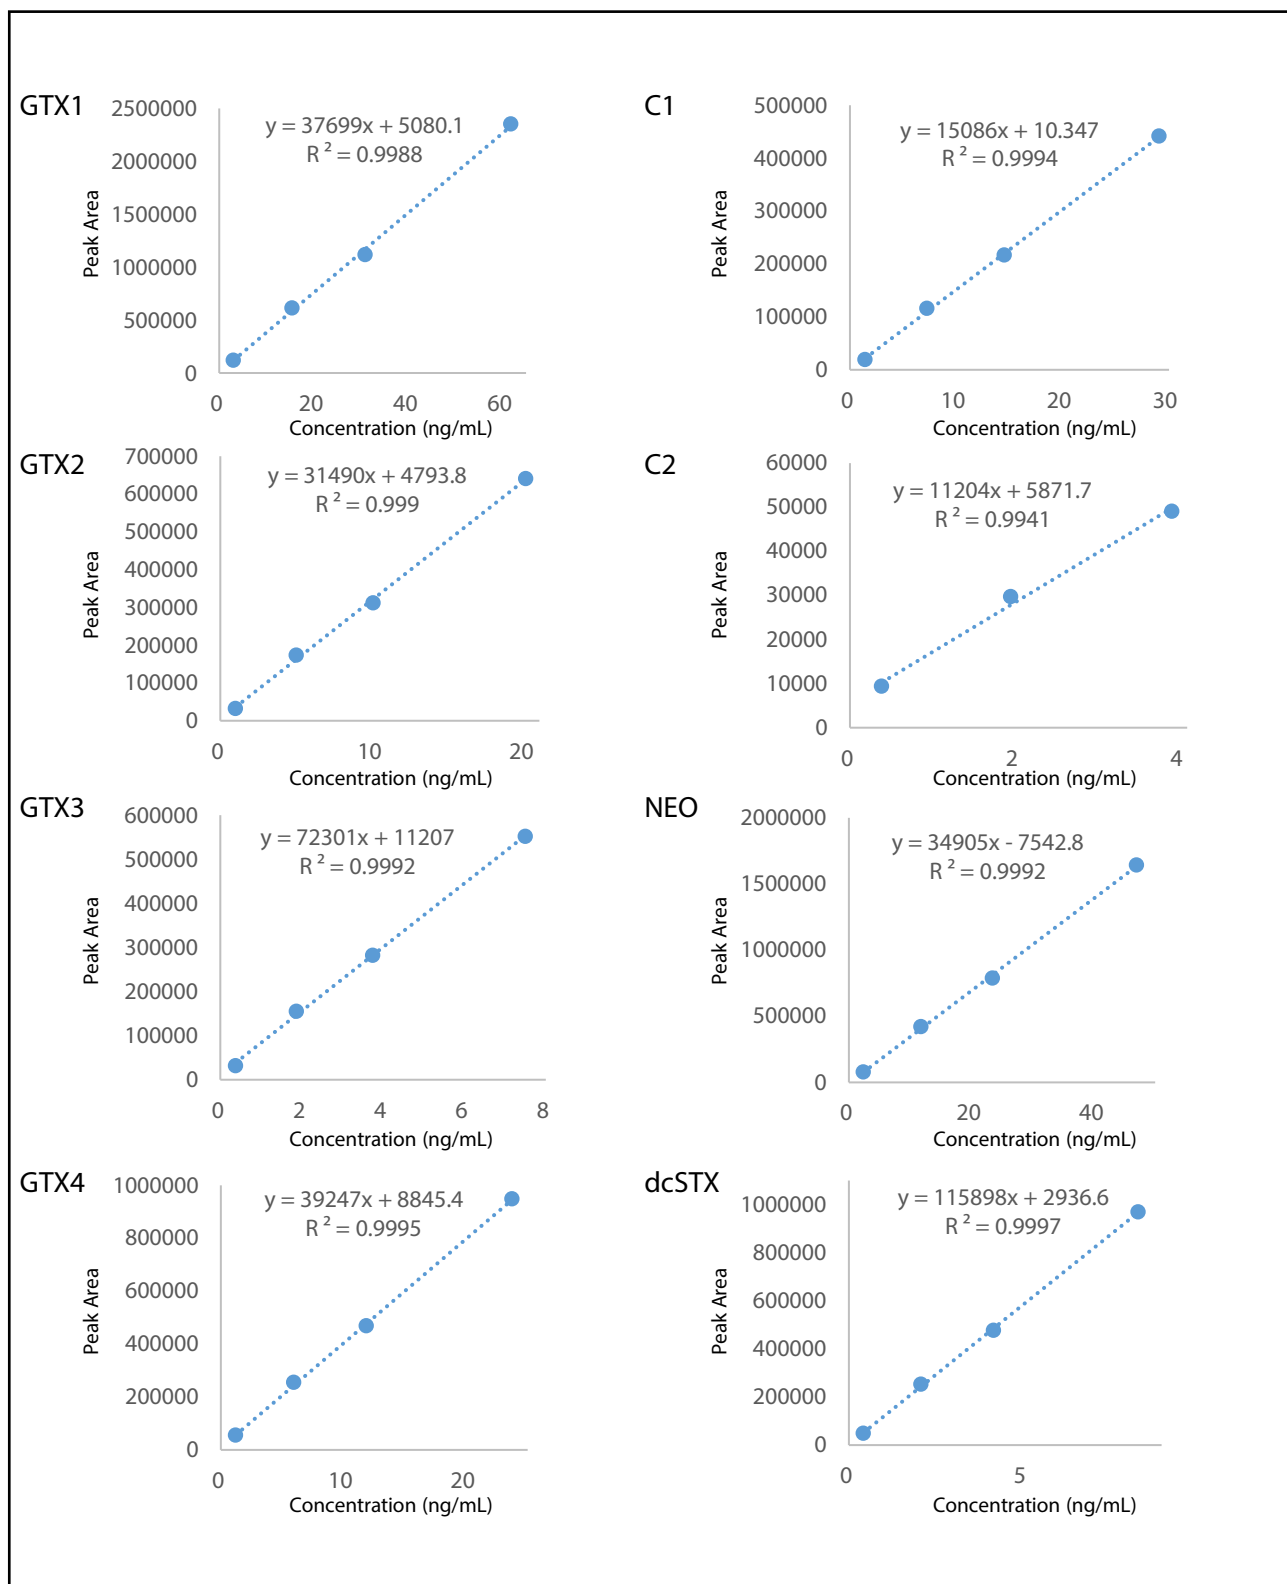 GTX1
2500000
2000000
1500000
1000000
500000
0
Peak Area
y = 37699x + 5080.1
R ² = 0.9988
0 20 40 60
Concentration (ng/mL)
C1
500000
400000
300000
200000
100000
0
Peak Area
y = 15086x + 10.347
R ² = 0.9994
0 10 20 30
Concentration (ng/mL)
GTX2
700000
600000
500000
400000
300000
200000
100000
0
Peak Area
y = 31490x + 4793.8
R ² = 0.999
0 10 20
Concentration (ng/mL)
C2
60000
50000
40000
30000
20000
10000
0
Peak Area
y = 11204x + 5871.7
R ² = 0.9941
0 2 4
Concentration (ng/mL)
GTX3
600000
500000
400000
300000
200000
100000
0
Peak Area
y = 72301x + 11207
R ² = 0.9992
0 2 4 6 8
Concentration (ng/mL)
NEO
2000000
1500000
1000000
500000
0
Peak Area
y = 34905x - 7542.8
R ² = 0.9992
0 20 40
Concentration (ng/mL)
GTX4
1000000
800000
600000
400000
200000
0
Peak Area
y = 39247x + 8845.4
R ² = 0.9995
0 10 20
Concentration (ng/mL)
dcSTX
1000000
800000
600000
400000
200000
0
Peak Area
y = 115898x + 2936.6
R ² = 0.9997
0 5
Concentration (ng/mL)